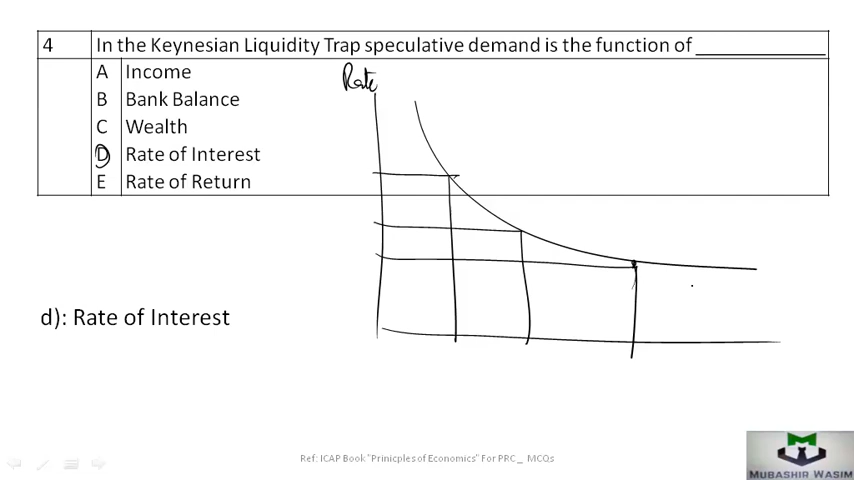 4 In the Keynesian Liquidity Trap speculative demand is the function of ______________
A Income
Rate
B Bank Balance
C Wealth
D Rate of Interest
E Rate of Return
d): Rate of Interest
Ref: ICAP Book "Prinicples of Economics" For PRC_ MCQs
MUBASHIR WASIM